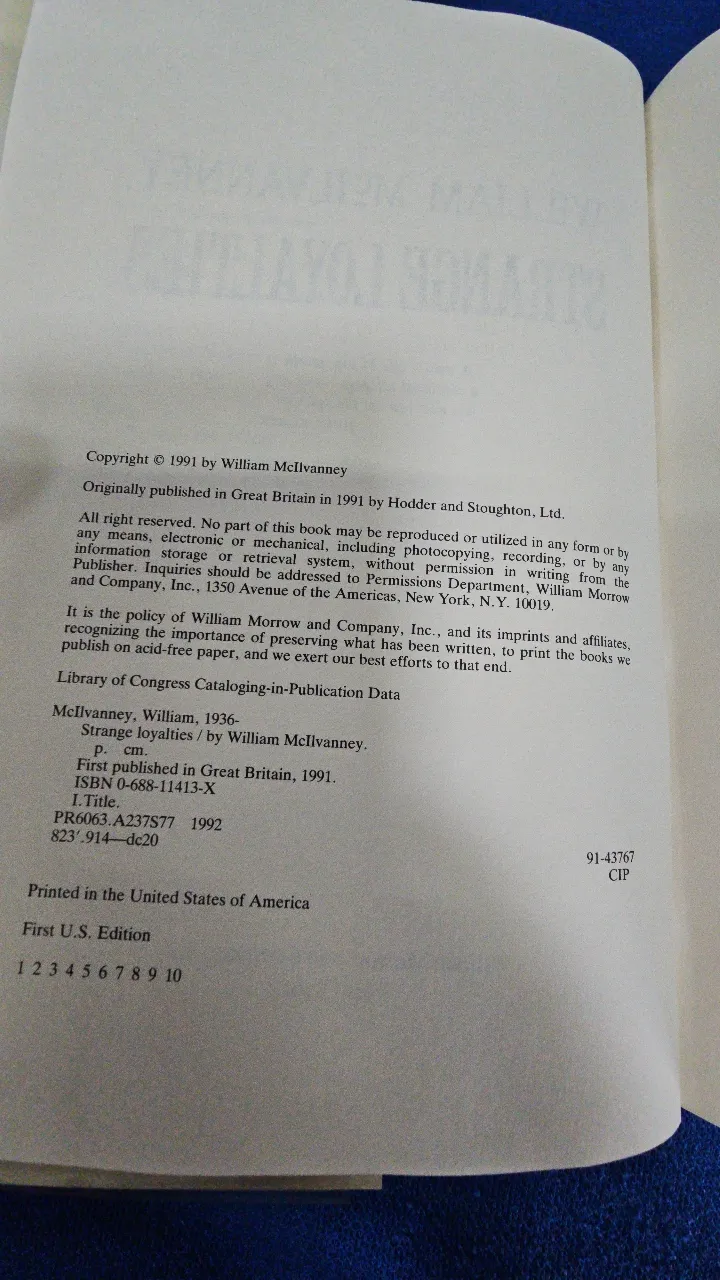 Copyright © 1991 by William McIlvanney
Originally published in Great Britain in 1991 by Hodder and Stoughton, Ltd.
All right reserved. No part of this book may be reproduced or utilized in any form or by
any means, electronic or mechanical, including photocopying, recording, or by any
information storage or retrieval system, without permission in writing from the
Publisher. Inquiries should be addressed to Permissions Department, William Morrow
and Company, Inc., 1350 Avenue of the Americas, New York, N.Y. 10019.
It is the policy of William Morrow and Company, Inc., and its imprints and affiliates,
recognizing the importance of preserving what has been written, to print the books we
publish on acid-free paper, and we exert our best efforts to that end.
Library of Congress Cataloging-in-Publication Data
McIlvanney, William, 1936-
Strange loyalties / by William McIlvanney.
p. cm.
First published in Great Britain, 1991.
ISBN 0-688-11413-X
I.Title.
PR6063.A237S77 1992
823′.914—dc20
91-43767
CIP
Printed in the United States of America
First U.S. Edition
1 2 3 4 5 6 7 8 9 10